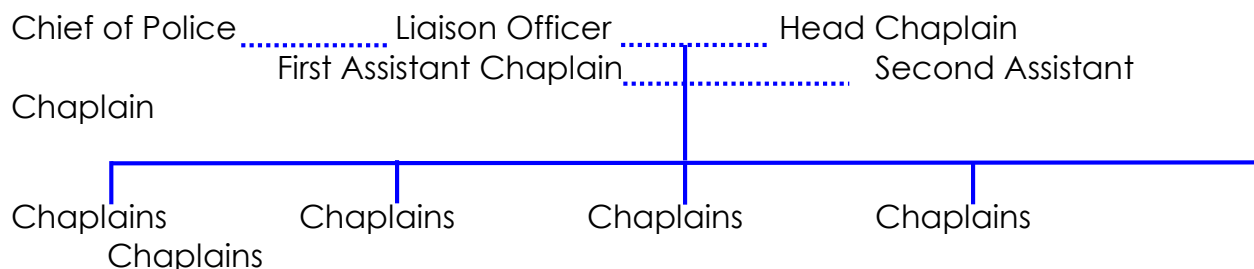 Chief of Police Liaison Officer Head Chaplain
First Assistant Chaplain Second Assistant
Chaplain
Chaplains Chaplains Chaplains Chaplains
Chaplains